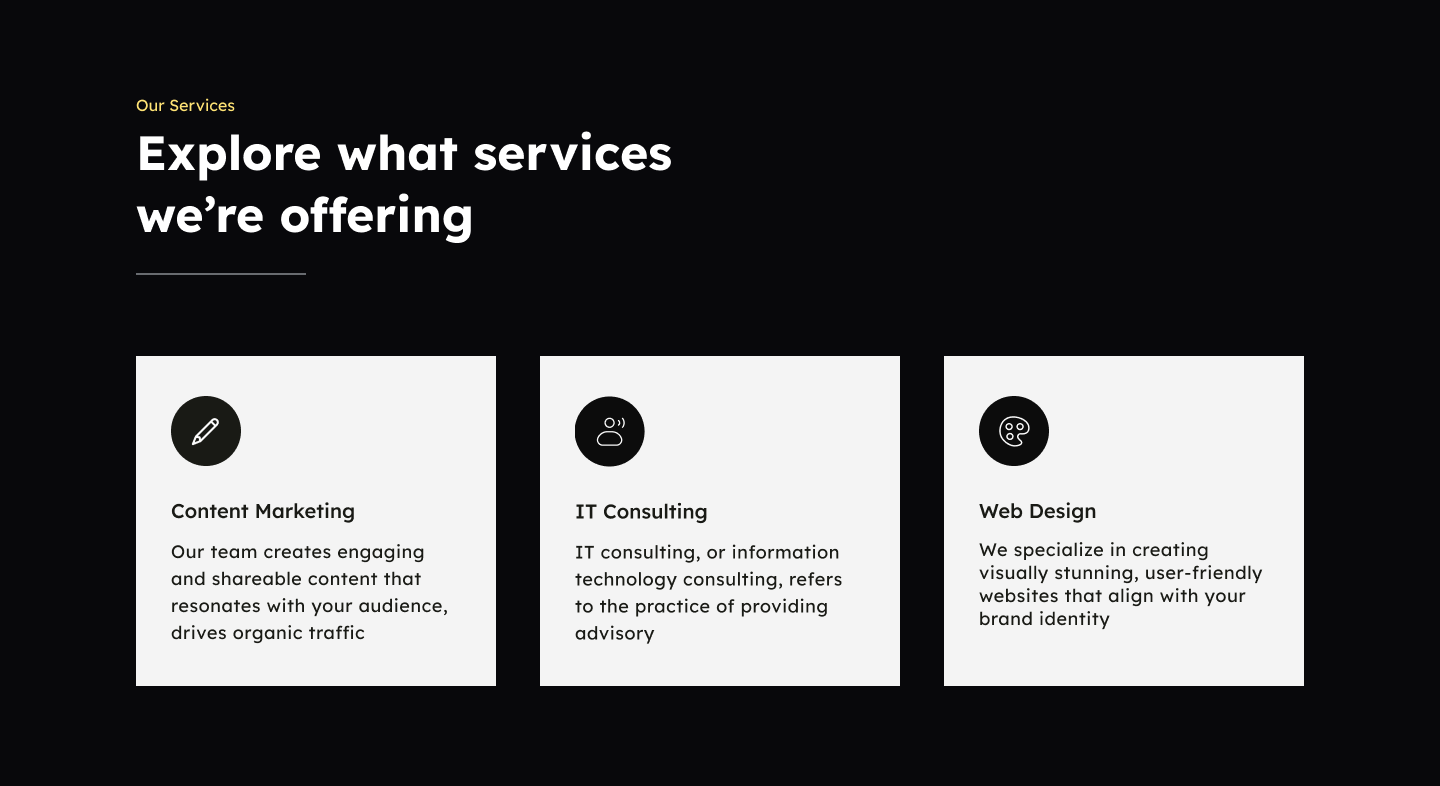 Our Services
Explore what services
we’re offering
Content Marketing
Our team creates engaging
and shareable content that
resonates with your audience,
drives organic traffic
IT Consulting
IT consulting, or information
technology consulting, refers
to the practice of providing
advisory
Web Design
We specialize in creating
visually stunning, user-friendly
websites that align with your
brand identity